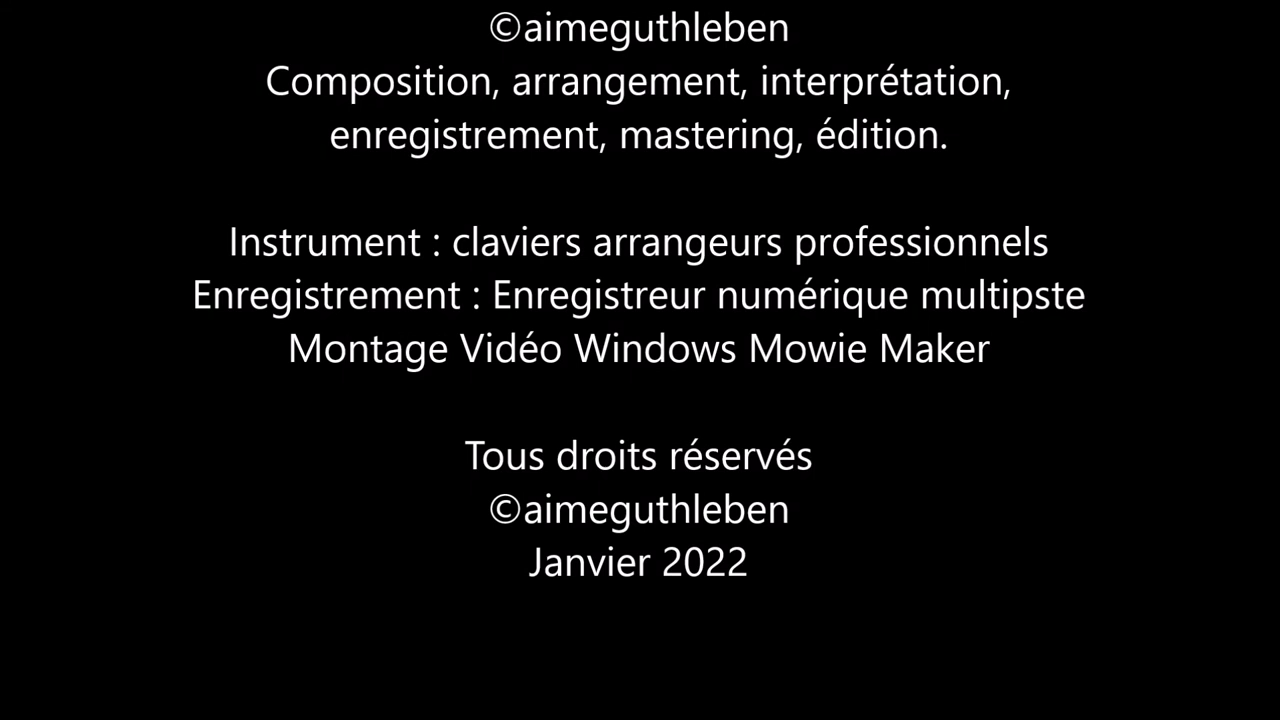 ©aimeguthleben
Composition, arrangement, interprétation,
enregistrement, mastering, édition.
Instrument : claviers arrangeurs professionnels
Enregistrement : Enregistreur numérique multipste
Montage Vidéo Windows Mowie Maker
Tous droits réservés
©aimeguthleben
Janvier 2022